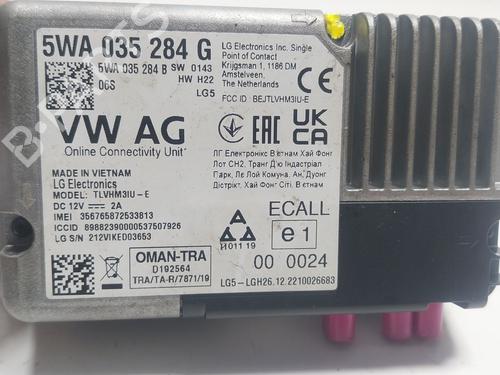 5WA 035 284 G
5WA 035 284 B SW 0143
06S HW H22
LG5
VW AG
Online Connectivity Unit
MADE IN VIETNAM
LG Electronics
MODEL: TLVHM3IU-E
DC 12V 2A
IMEI 356765872533813
ICCID 89882390000537507926
LG S/N 212VIKED03653
OMAN-TRA
D192564
TRA/TA-R/7871/19
LG Electronics Inc. Single
Point of Contact
Krijgsman 1, 1186 DM
Amstelveen,
The Netherlands
CE
FCC ID : BEJTLVHM3IU-E
EAC
UK
CA
ЛГ Електронікс В'єтнам Хай Фонг
Лот CH2, Транг Д'ю Індастріал
Парк, Ле Лой Комуна, Ан, Дуонг
Дістрікт, Хай Фонг Сіті, В'єтнам
ECALL
e1
11011 19
00 0024
LG5-LGH26.12.2210026683